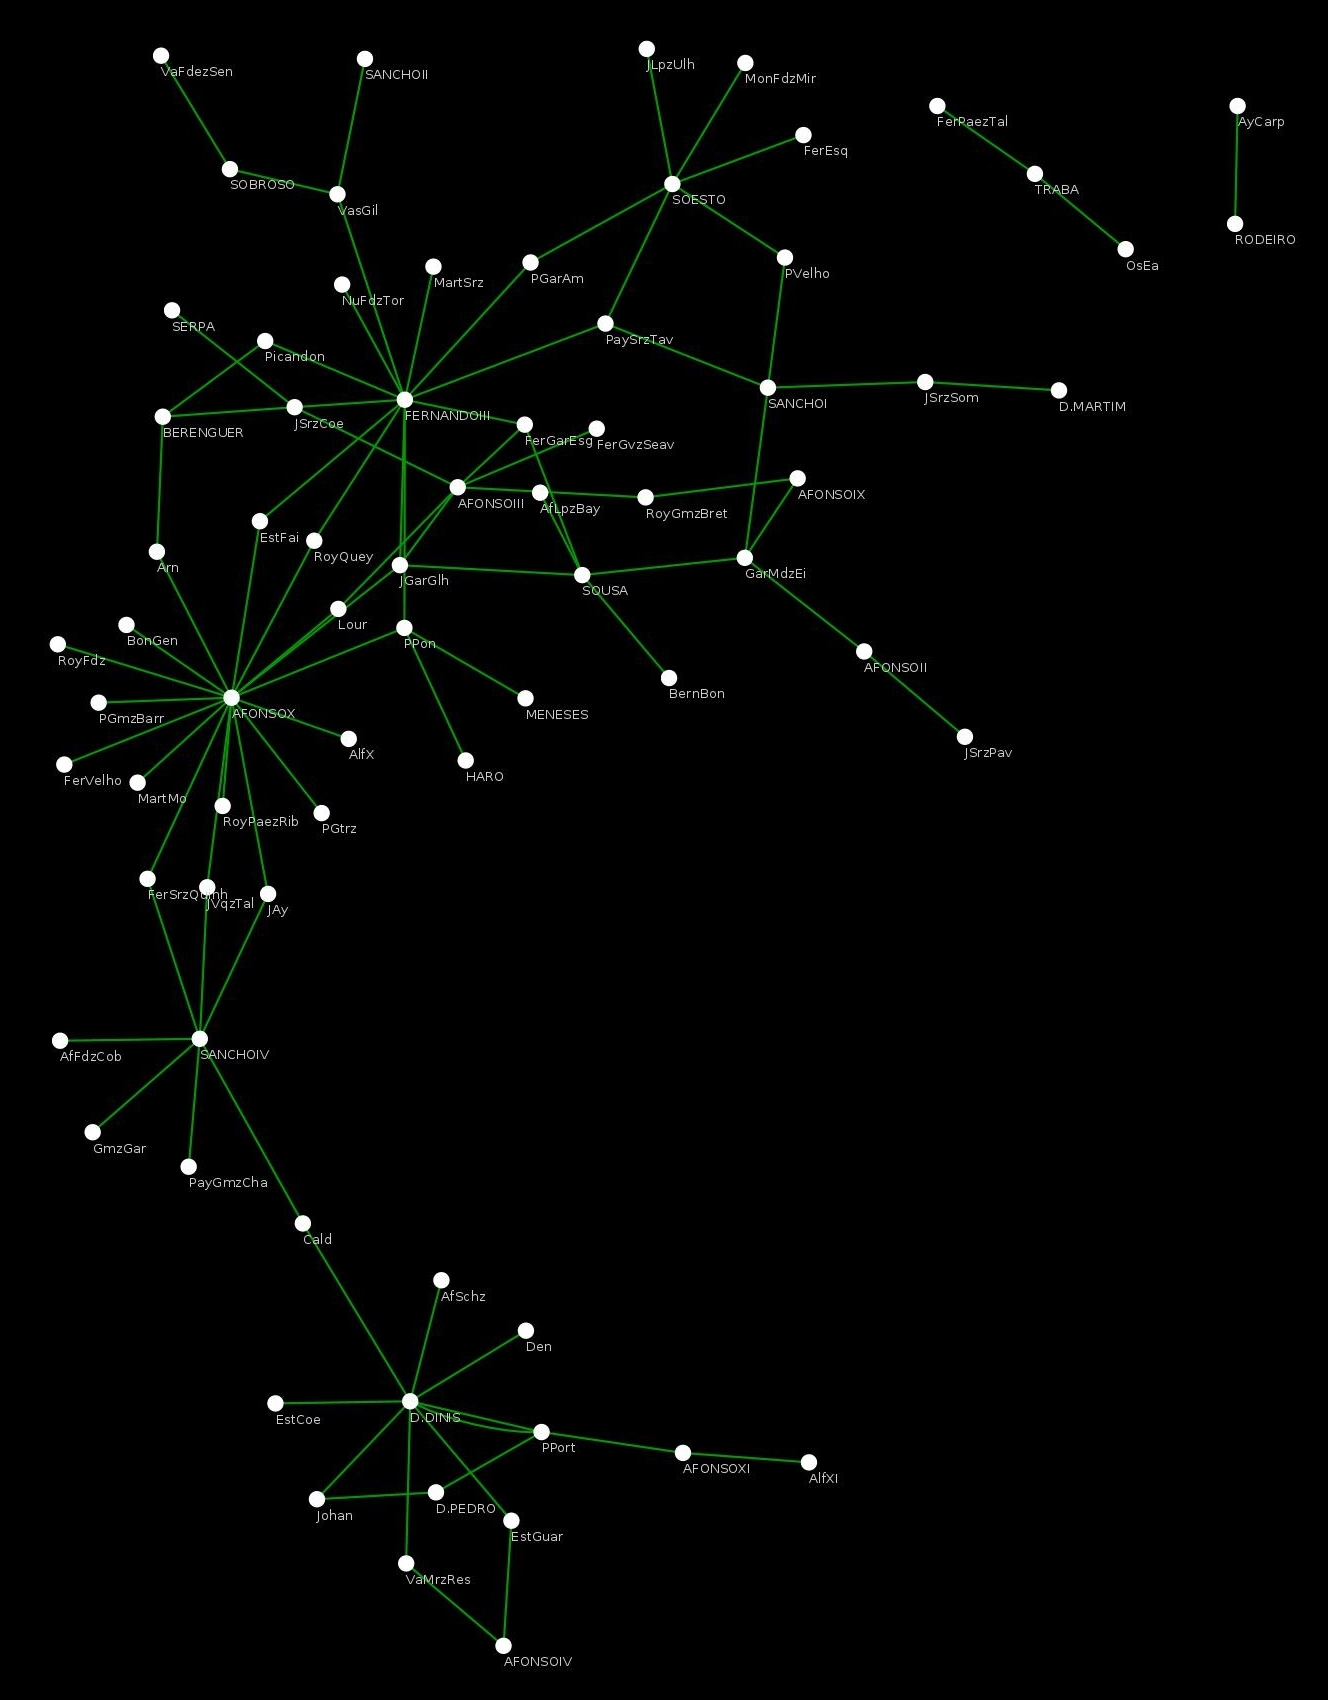 VaFdezSen
SANCHOII
JLpzUlh
MonFdzMir
FerEsq
FerPaezTal
AyCarp
SOBROSO
VasGil
SOESTO
TRABA
RODEIRO
OsEa
NuFdzTor
MartSrz
PGarAm
PVelho
SERPA
Picandon
PaySrzTav
BERENGUER
JSrzCoe
FERNANDOIII
SANCHOI
JSrzSom
D.MARTIM
FerGarEsg
FerGvzSeav
AFONSOIII
AfLpzBay
RoyGmzBret
AFONSOIX
EstFai
RoyQuey
Arn
JGarGlh
SOUSA
GarMdzEi
Lour
PPon
BonGen
RoyFdz
AFONSOII
BernBon
PGmzBarr
AFONSOX
MENESES
AlfX
JSrzPav
FerVelho
MartMo
HARO
RoyPaezRib
PGtrz
FerSrzQuinh
JVqzTal
JAy
AfFdzCob
SANCHOIV
GmzGar
PayGmzCha
Cald
AfSchz
Den
EstCoe
D.DINIS
PPort
AFONSOXI
AlfXI
Johan
D.PEDRO
EstGuar
VaMrzRes
AFONSOIV